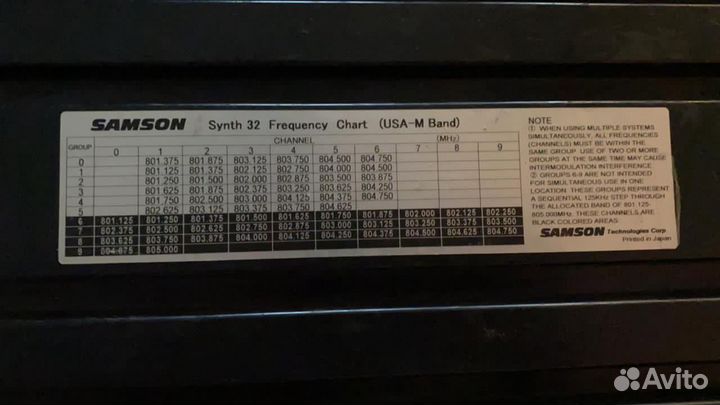 SAMSON Synth 32 Frequency Chart (USA-M Band)
GROUP CHANNEL (MHz)
0 1 2 3 4 5 6 7 8 9
0 801.375 801.875 803.125 803.750 804.500 804.750
1 801.125 802.125 802.750 804.000 804.500
2 801.250 801.500 802.000 802.875 803.500 803.875
3 801.625 801.875 802.375 803.250 803.625 804.250
4 803.000 804.125 804.375 804.750
5 802.625 803.125 803.375 804.125 804.625
6 801.125 801.250 801.375 801.500 801.625 801.750 801.875 802.000 802.125 802.250
7 802.375 802.500 802.625 802.750 802.875 803.000 803.125 803.250 803.375 803.500
8 803.625 803.750 803.875 804.000 804.125 804.250 804.375 804.500 804.625 804.750
9 804.875 805.000
NOTE
① WHEN USING MULTIPLE SYSTEMS
SIMULTANEOUSLY, ALL FREQUENCIES
(CHANNELS) MUST BE WITHIN THE
SAME GROUP. USE OF TWO OR MORE
GROUPS AT THE SAME TIME MAY CAUSE
INTERMODULATION INTERFERENCE.
② GROUPS 6-9 ARE NOT INTENDED
FOR SIMULTANEOUS USE IN ONE
LOCATION. THESE GROUPS REPRESENT
A SEQUENTIAL 125KHz STEP THROUGH
THE ALLOCATED BAND OF 801.125-
805.000MHz. THESE CHANNELS ARE
BLACK COLORED AREAS.
SAMSON Technologies Corp.
Printed in Japan
Avito